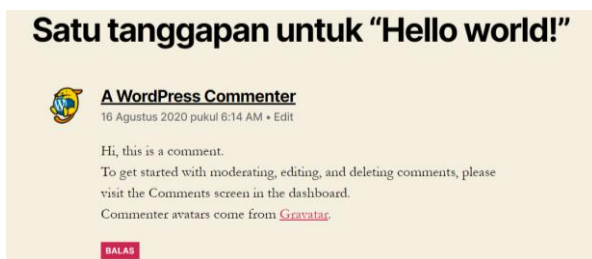 Satu tanggapan untuk “Hello world!”
A WordPress Commenter
16 Agustus 2020 pukul 6:14 AM • Edit
Hi, this is a comment.
To get started with moderating, editing, and deleting comments, please
visit the Comments screen in the dashboard.
Commenter avatars come from Gravatar.
BALAS